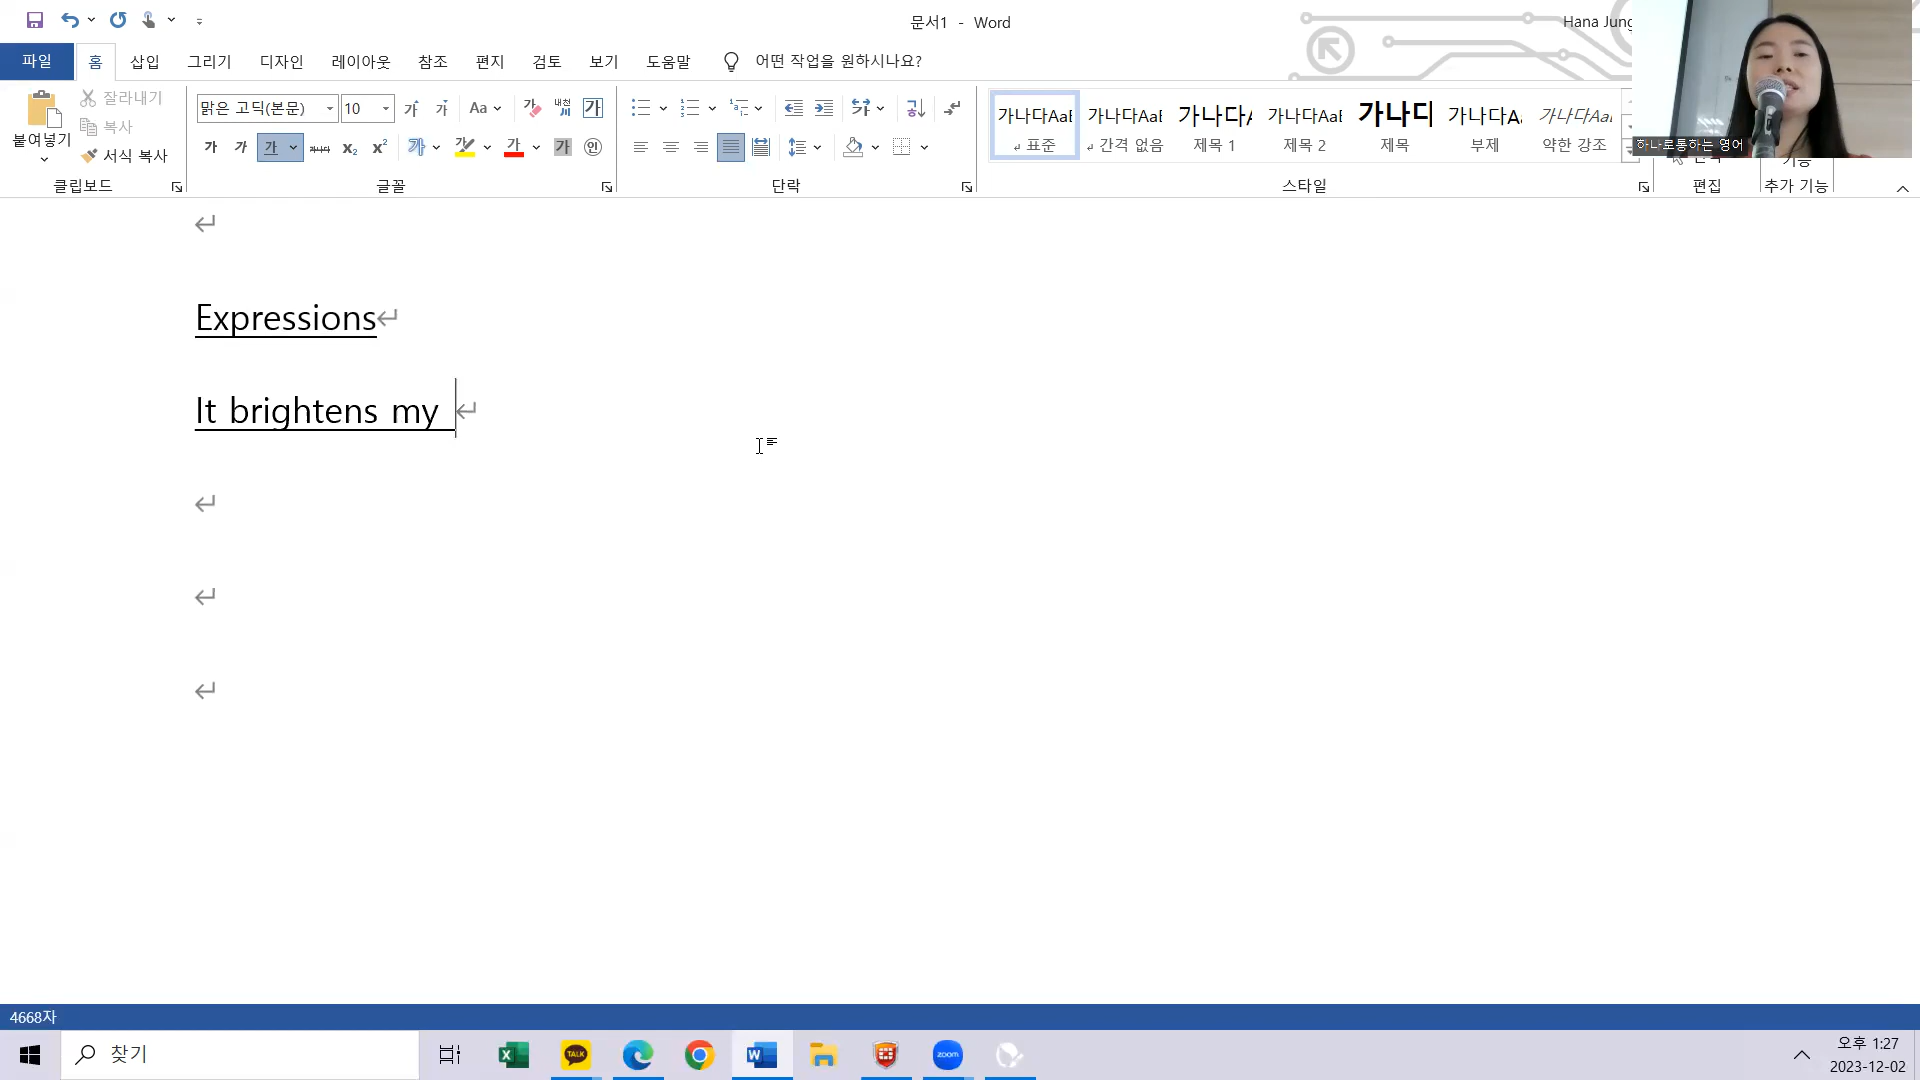 문서1 - Word
Hana Jung
파일 홈 삽입 그리기 디자인 레이아웃 참조 편지 검토 보기 도움말 어떤 작업을 원하시나요?
붙여넣기
잘라내기
복사
서식 복사
클립보드
맑은 고딕(본문) 10
글꼴
단락
가나다AaI 가나다AaI 가나다 가나다AaI 가나다 가나다A 가나다AaI
표준 간격 없음 제목 1 제목 2 제목 부제 약한 강조
스타일
편집
기능
추가 기능
하나로통하는 영어
Expressions
It brightens my
4668자
찾기
TALK
zoom
오후 1:27
2023-12-02